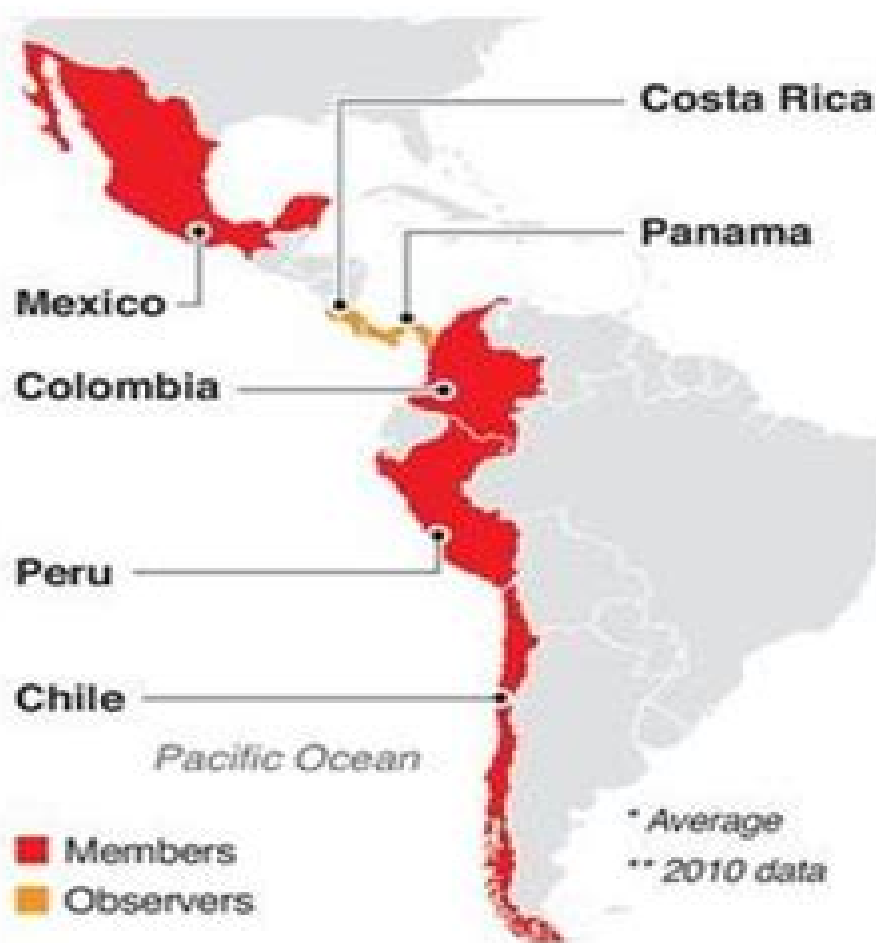 Costa Rica
Panama
Mexico
Colombia
Peru
Chile
Pacific Ocean
* Average
** 2010 data
Members
Observers